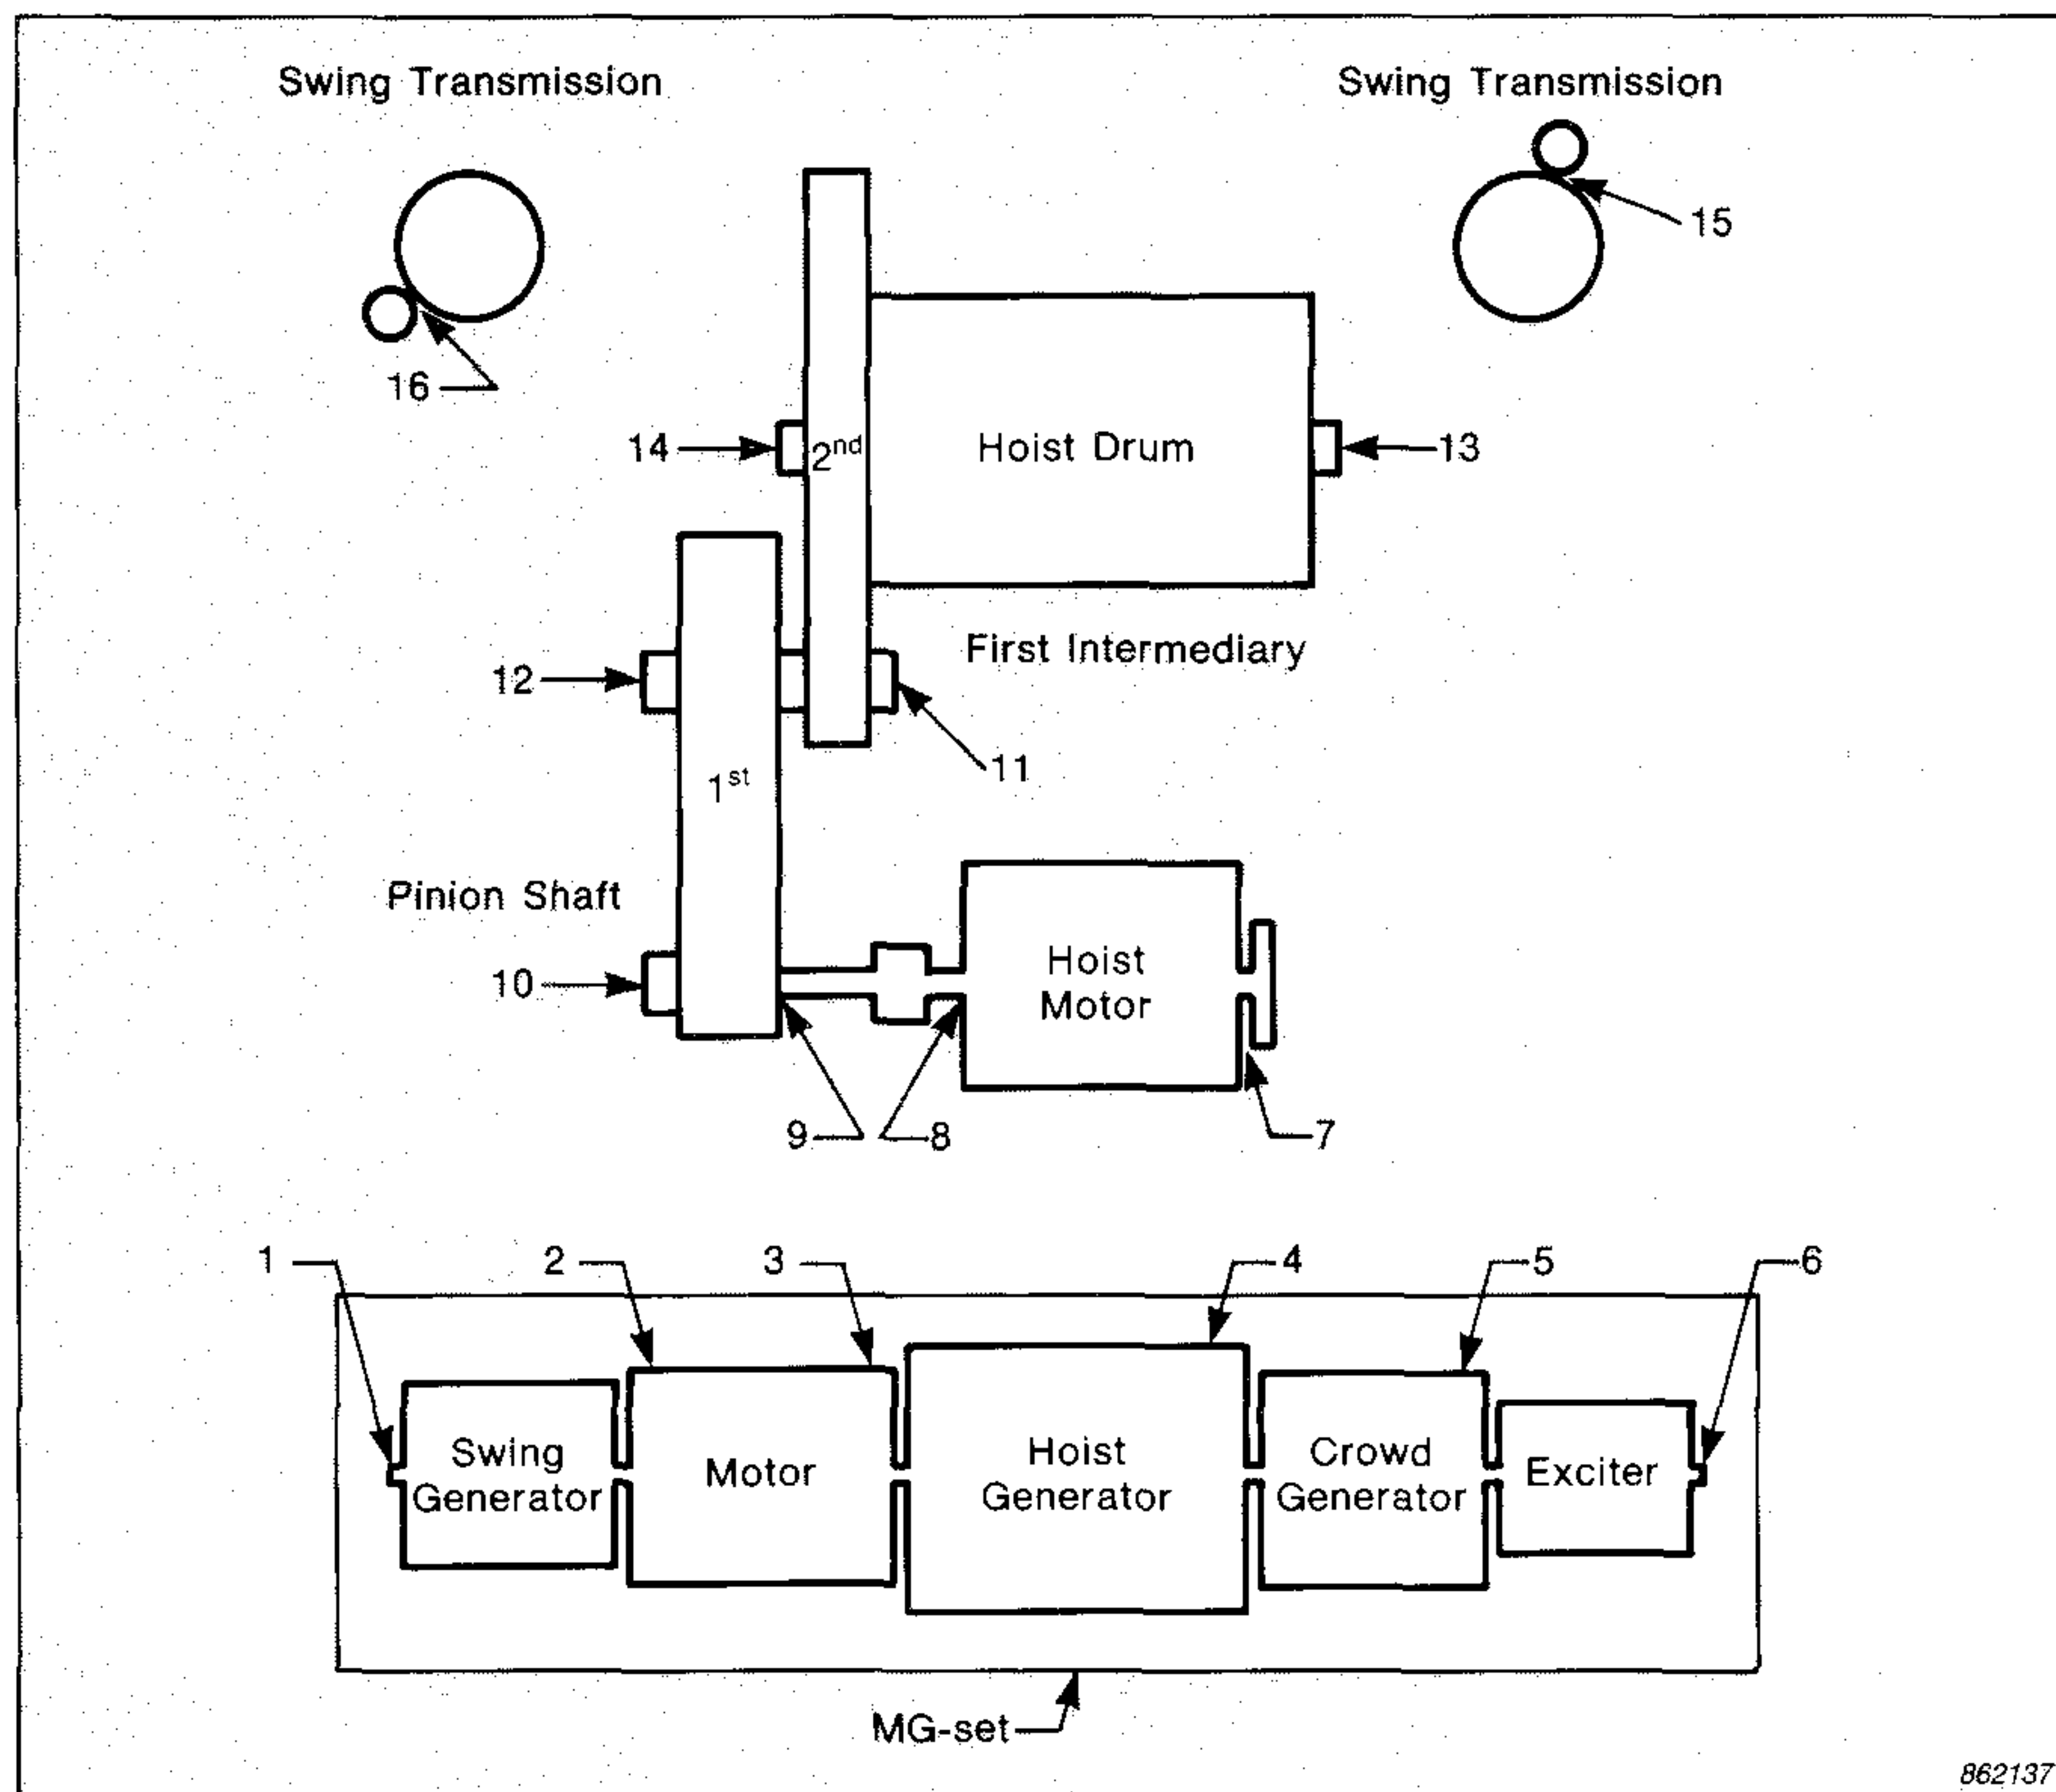 Swing Transmission
Swing Transmission
15
16
14
2nd
Hoist Drum
13
First Intermediary
12
11
1st
Pinion Shaft
Hoist
Motor
10
9
8
7
1
2
3
4
5
6
Swing
Generator
Motor
Hoist
Generator
Crowd
Generator
Exciter
MG-set
862137